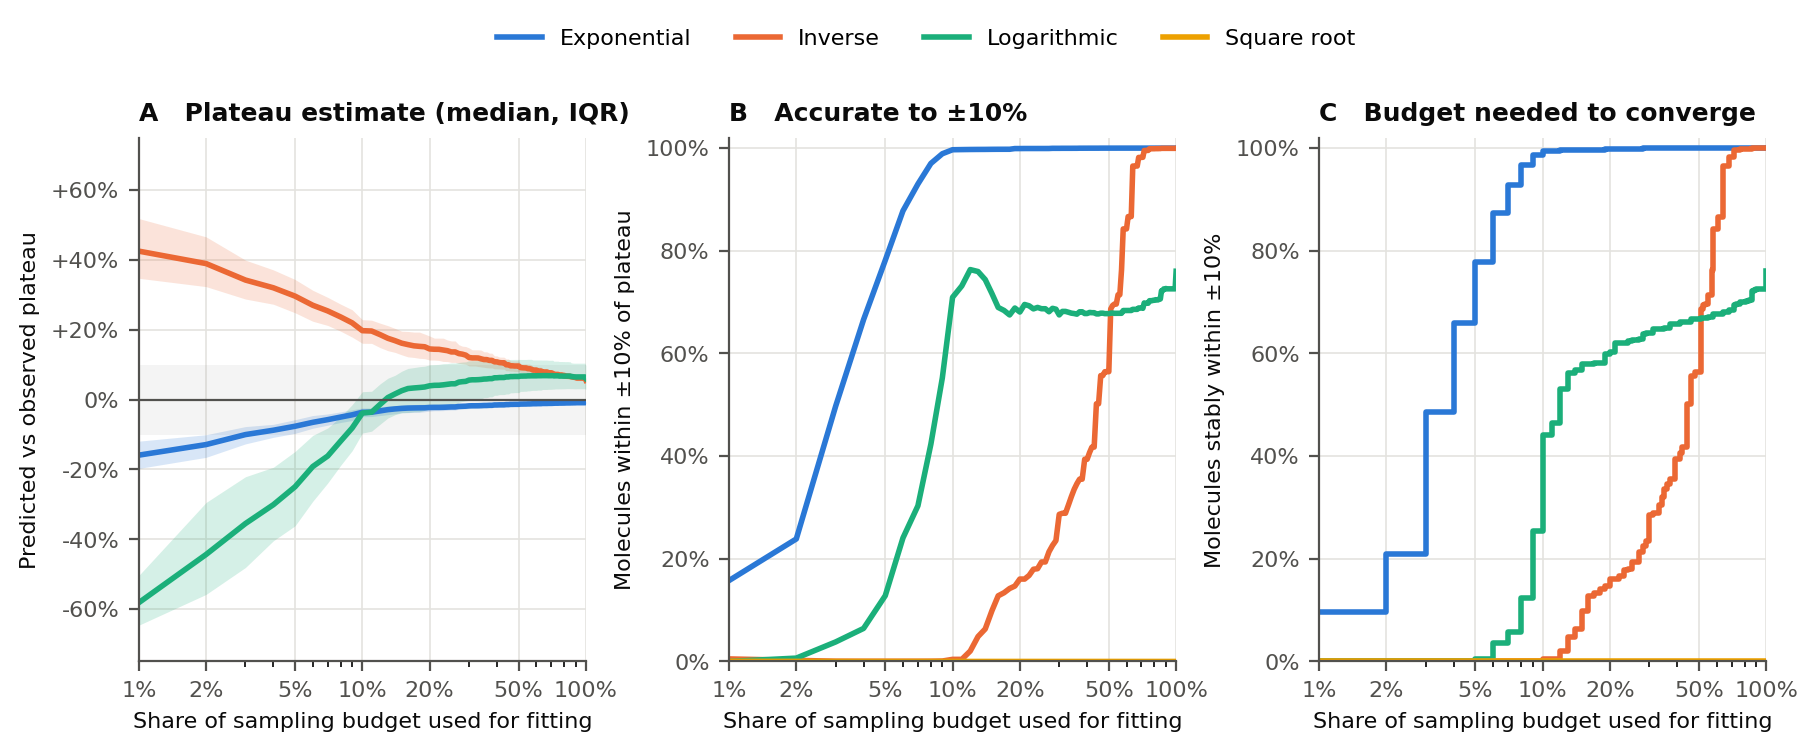 Exponential Inverse Logarithmic Square root
A Plateau estimate (median, IQR)
Predicted vs observed plateau
+60%
+40%
+20%
0%
-20%
-40%
-60%
1% 2% 5% 10% 20% 50% 100%
Share of sampling budget used for fitting
B Accurate to ±10%
Molecules within ±10% of plateau
100%
80%
60%
40%
20%
0%
1% 2% 5% 10% 20% 50% 100%
Share of sampling budget used for fitting
C Budget needed to converge
Molecules stably within ±10%
100%
80%
60%
40%
20%
0%
1% 2% 5% 10% 20% 50% 100%
Share of sampling budget used for fitting